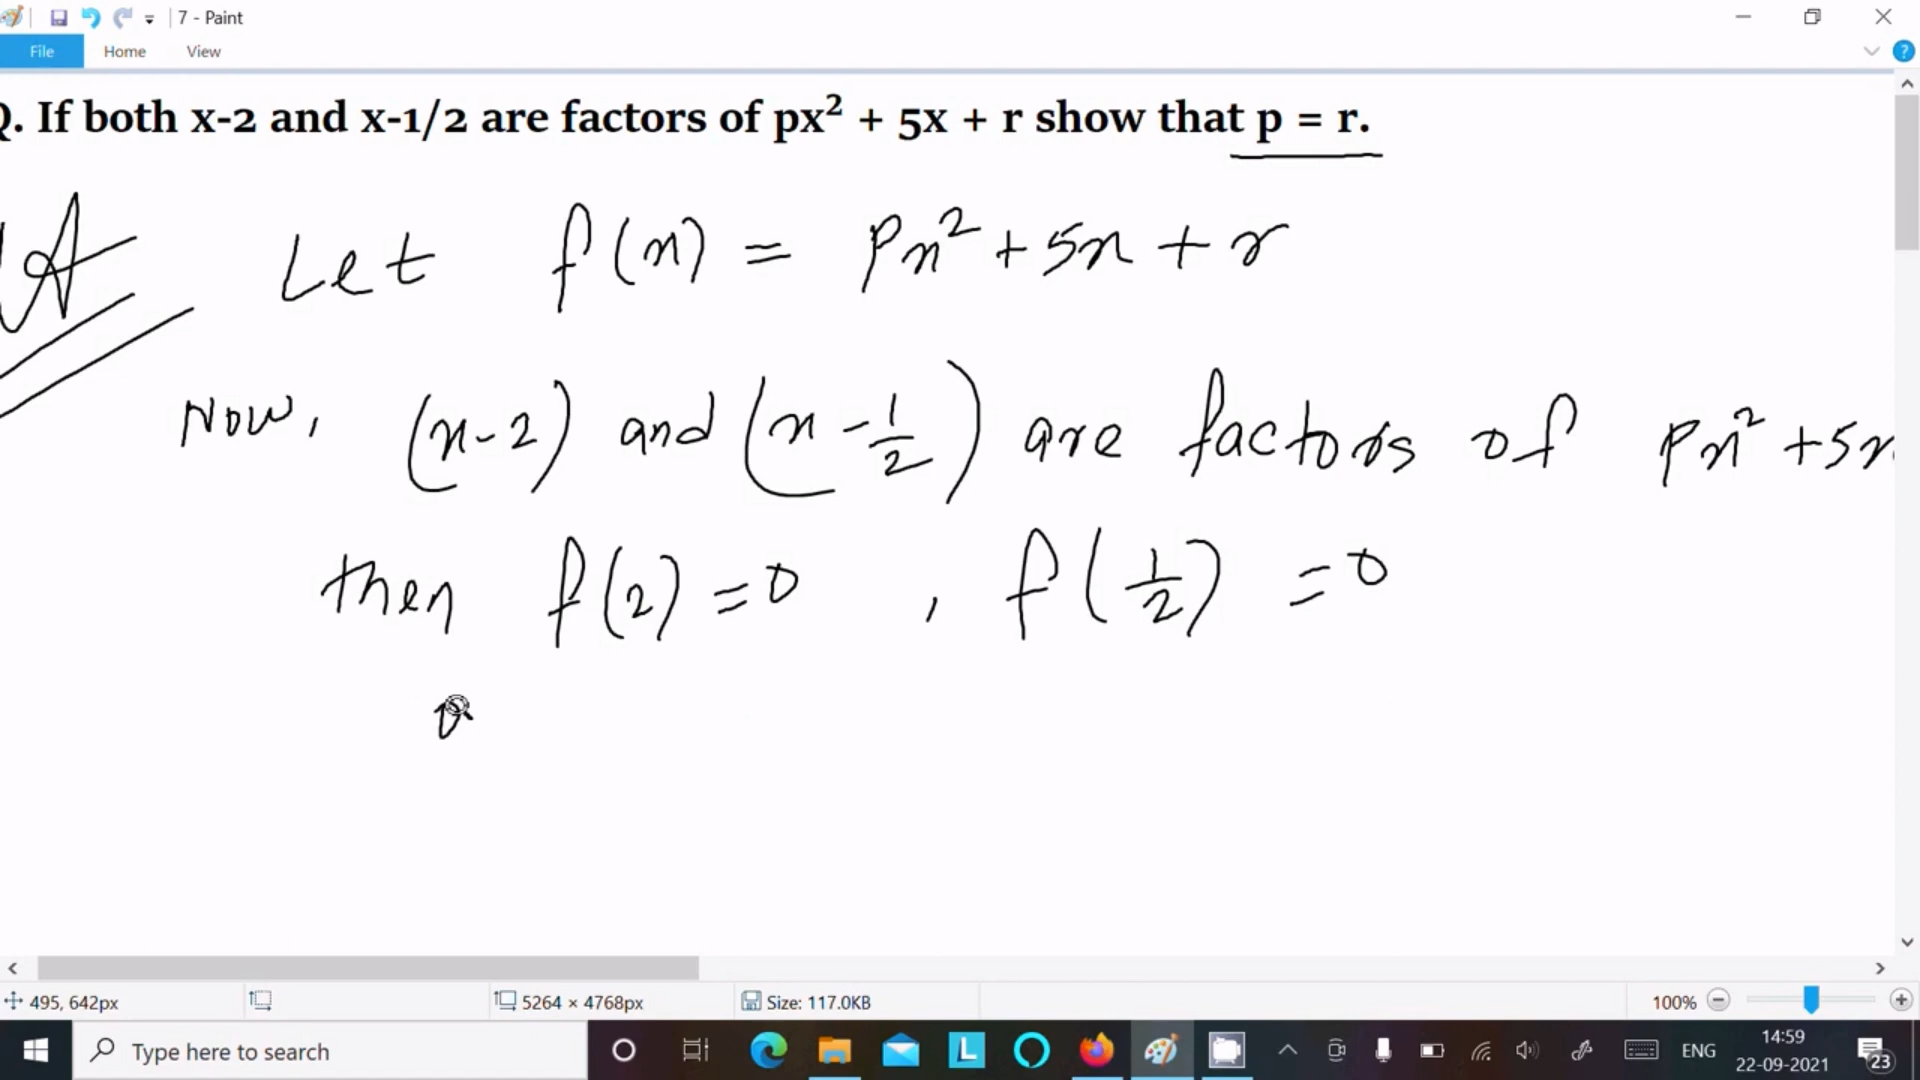 7 - Paint
File Home View
Q. If both x-2 and x-1/2 are factors of px² + 5x + r show that p = r.
Let f(x) = Px² + 5x + r
Now, (x-2) and (x - 1/2) are factors of Px² + 5x
then f(2) = 0 , f(1/2) = 0
495, 642px 5264 × 4768px Size: 117.0KB 100%
Type here to search
L
ENG
14:59
22-09-2021
23